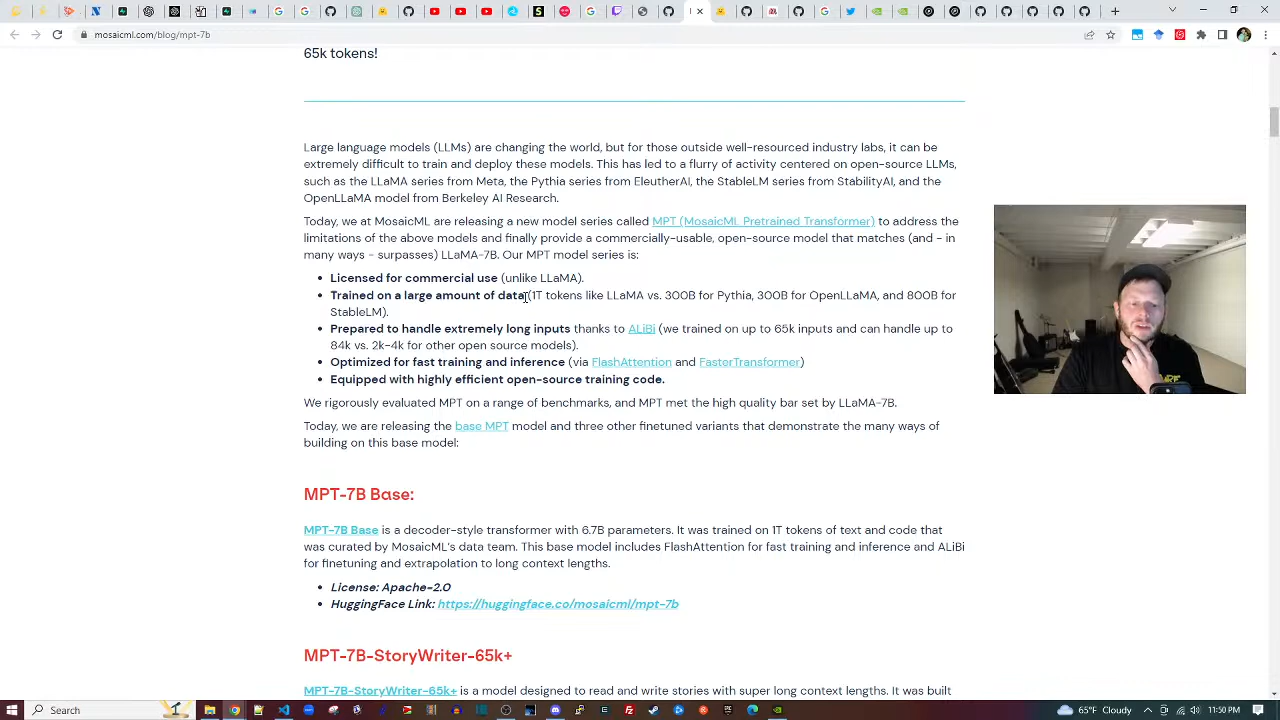 mosaicml.com/blog/mpt-7b
65k tokens!
Large language models (LLMs) are changing the world, but for those outside well-resourced industry labs, it can be
extremely difficult to train and deploy these models. This has led to a flurry of activity centered on open-source LLMs,
such as the LLaMA series from Meta, the Pythia series from EleutherAI, the StableLM series from StabilityAI, and the
OpenLLaMA model from Berkeley AI Research.
Today, we at MosaicML are releasing a new model series called MPT (MosaicML Pretrained Transformer) to address the
limitations of the above models and finally provide a commercially-usable, open-source model that matches (and - in
many ways - surpasses) LLaMA-7B. Our MPT model series is:
• Licensed for commercial use (unlike LLaMA).
• Trained on a large amount of data (1T tokens like LLaMA vs. 300B for Pythia, 300B for OpenLLaMA, and 800B for
StableLM).
• Prepared to handle extremely long inputs thanks to ALiBi (we trained on up to 65k inputs and can handle up to
84k vs. 2k-4k for other open source models).
• Optimized for fast training and inference (via FlashAttention and FasterTransformer)
• Equipped with highly efficient open-source training code.
We rigorously evaluated MPT on a range of benchmarks, and MPT met the high quality bar set by LLaMA-7B.
Today, we are releasing the base MPT model and three other finetuned variants that demonstrate the many ways of
building on this base model:
MPT-7B Base:
MPT-7B Base is a decoder-style transformer with 6.7B parameters. It was trained on 1T tokens of text and code that
was curated by MosaicML's data team. This base model includes FlashAttention for fast training and inference and ALiBi
for finetuning and extrapolation to long context lengths.
• License: Apache-2.0
• HuggingFace Link: https://huggingface.co/mosaicml/mpt-7b
MPT-7B-StoryWriter-65k+
MPT-7B-StoryWriter-65k+ is a model designed to read and write stories with super long context lengths. It was built
Search
65°F Cloudy
11:50 PM